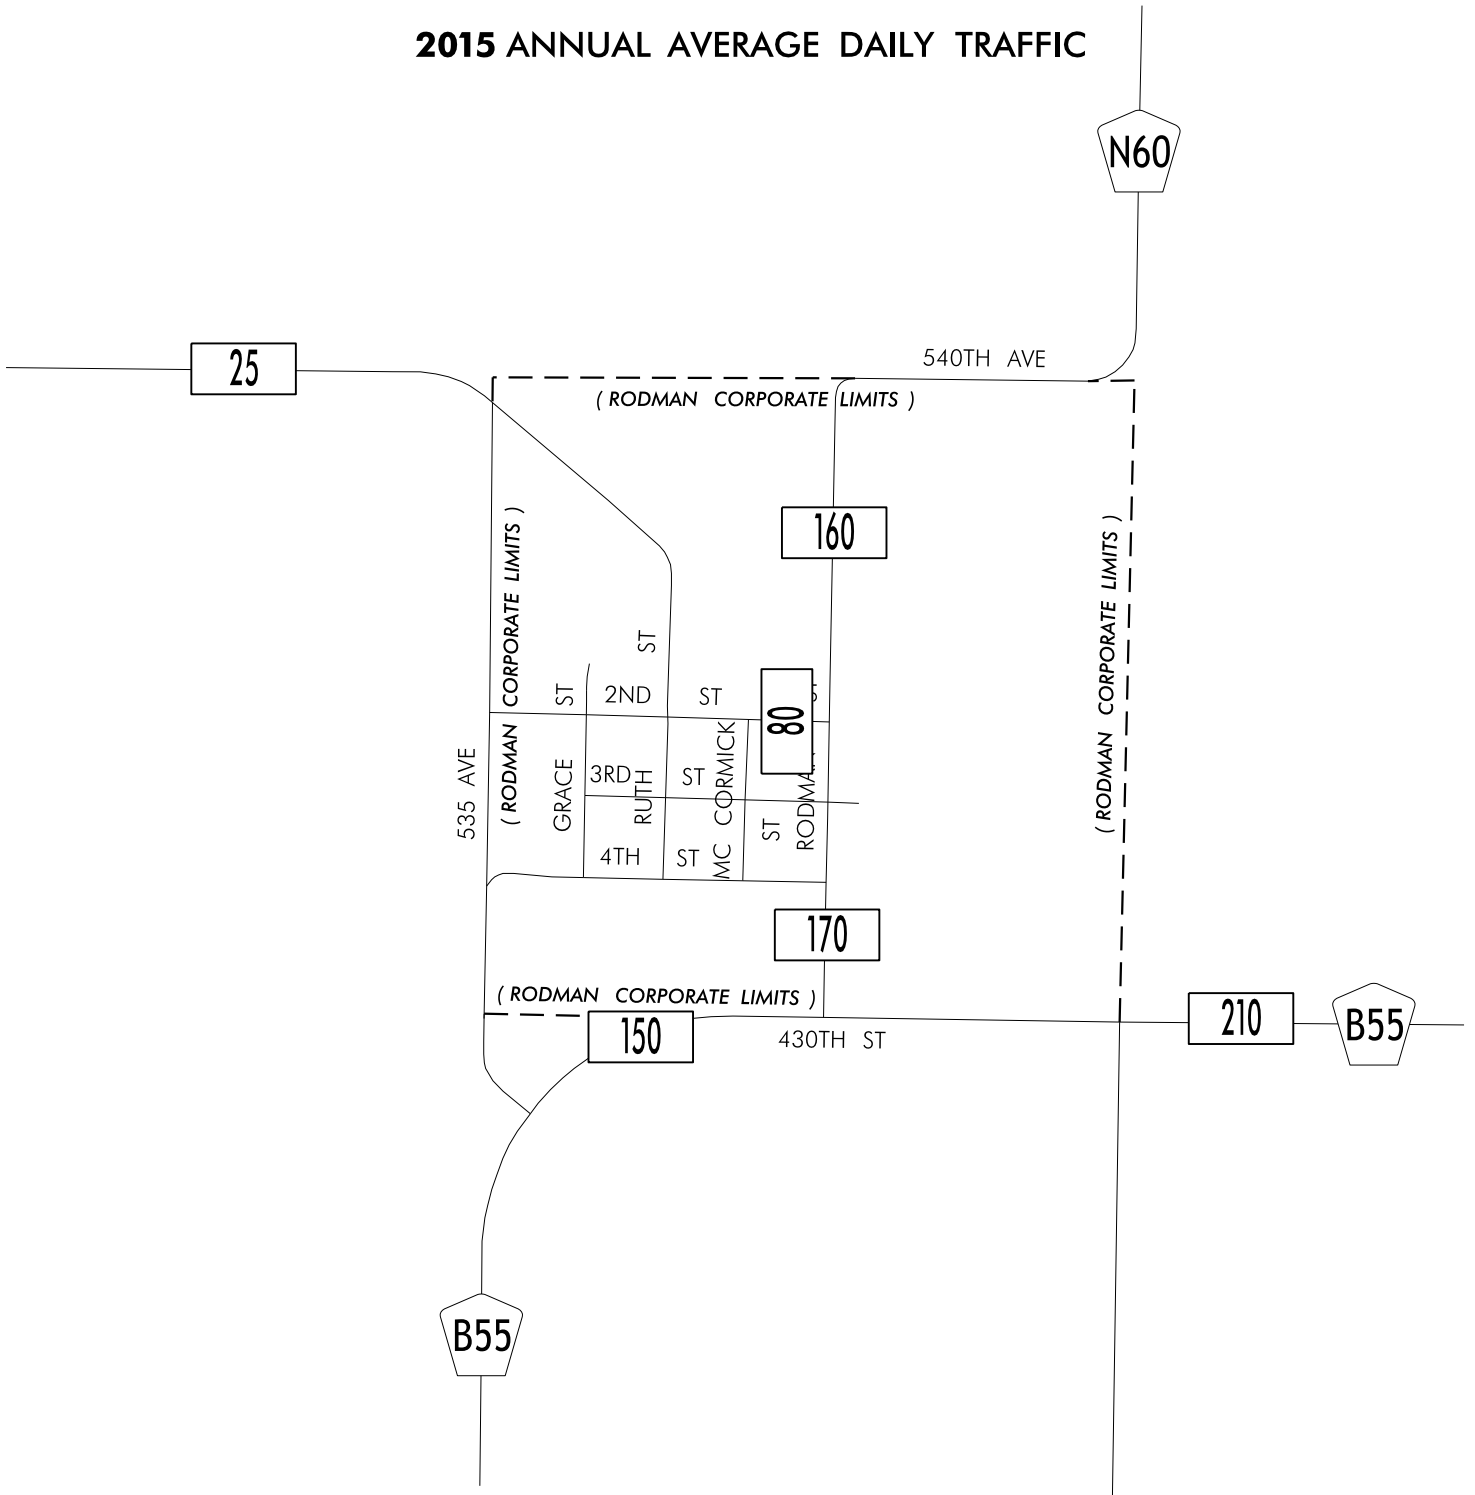 2015 ANNUAL AVERAGE DAILY TRAFFIC
N60
25
540TH AVE
( RODMAN CORPORATE LIMITS )
160
( RODMAN CORPORATE LIMITS )
( RODMAN CORPORATE LIMITS )
535 AVE
GRACE ST
RUTH ST
MC CORMICK ST
2ND ST
80
3RD ST
4TH ST
170
( RODMAN CORPORATE LIMITS )
150
430TH ST
210
B55
B55